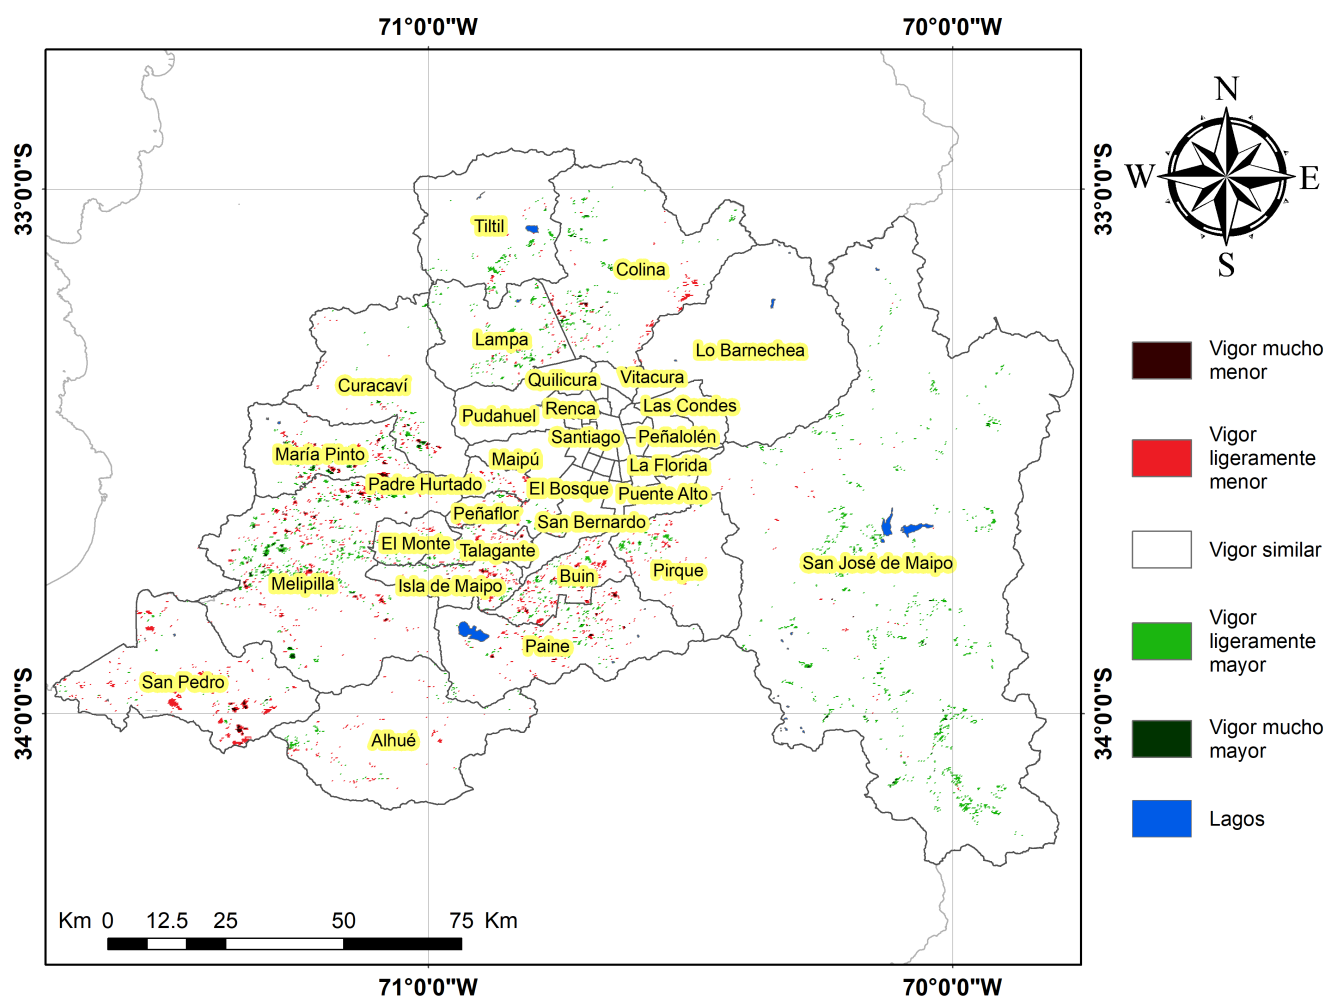 71°0'0"W
70°0'0"W
33°0'0"S
33°0'0"S
N
W
E
S
Tiltil
Colina
Lampa
Lo Barnechea
Quilicura
Vitacura
Curacaví
Pudahuel
Renca
Las Condes
Santiago
Peñalolén
María Pinto
Maipú
La Florida
Padre Hurtado
El Bosque
Puente Alto
Peñaflor
San Bernardo
El Monte
Talagante
San José de Maipo
Melipilla
Isla de Maipo
Buin
Pirque
Paine
San Pedro
Alhué
34°0'0"S
34°0'0"S
Vigor mucho
menor
Vigor
ligeramente
menor
Vigor similar
Vigor
ligeramente
mayor
Vigor mucho
mayor
Lagos
Km 0 12.5 25 50 75 Km
71°0'0"W
70°0'0"W